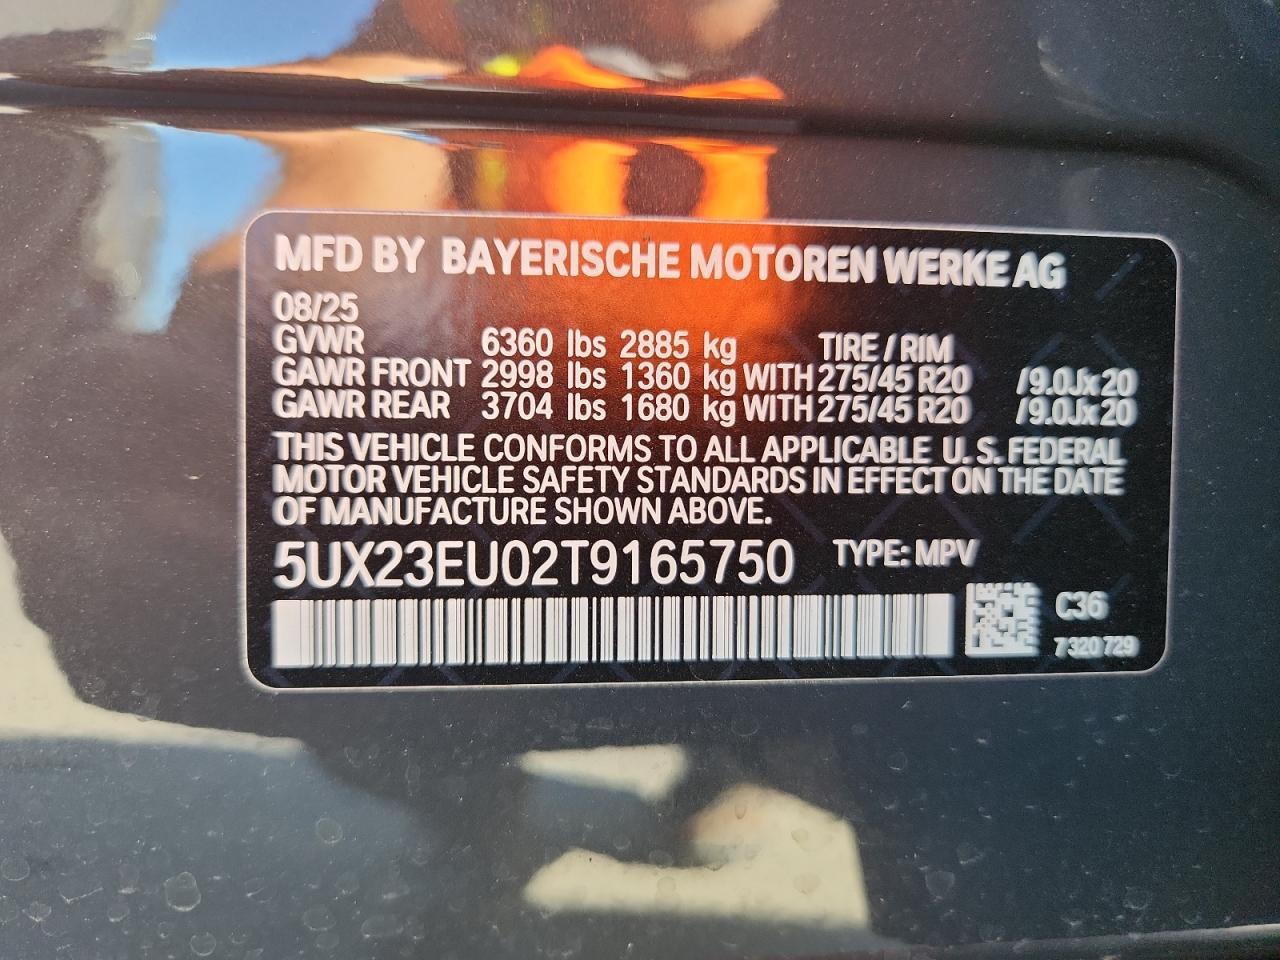 MFD BY BAYERISCHE MOTOREN WERKE AG
08/25
GVWR 6360 lbs 2885 kg TIRE / RIM
GAWR FRONT 2998 lbs 1360 kg WITH 275/45 R20 /9.0Jx20
GAWR REAR 3704 lbs 1680 kg WITH 275/45 R20 /9.0Jx20
THIS VEHICLE CONFORMS TO ALL APPLICABLE U. S. FEDERAL
MOTOR VEHICLE SAFETY STANDARDS IN EFFECT ON THE DATE
OF MANUFACTURE SHOWN ABOVE.
5UX23EU02T9165750 TYPE: MPV
C36
7 320 729